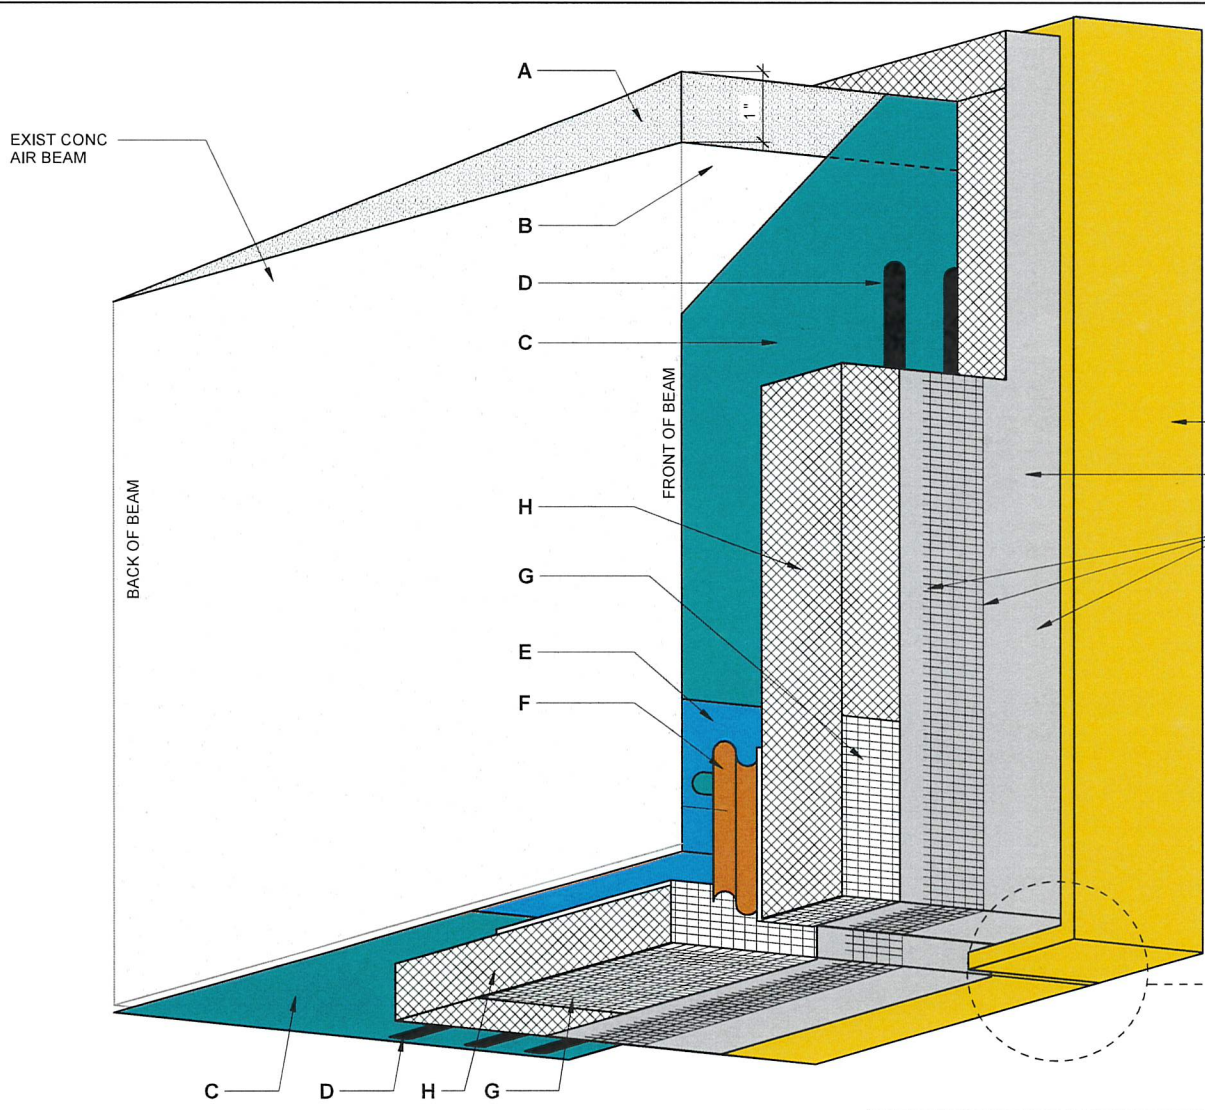 A
1"
EXIST CONC
AIR BEAM
B
D
C
FRONT OF BEAM
BACK OF BEAM
H
G
E
F
C
D
H
G